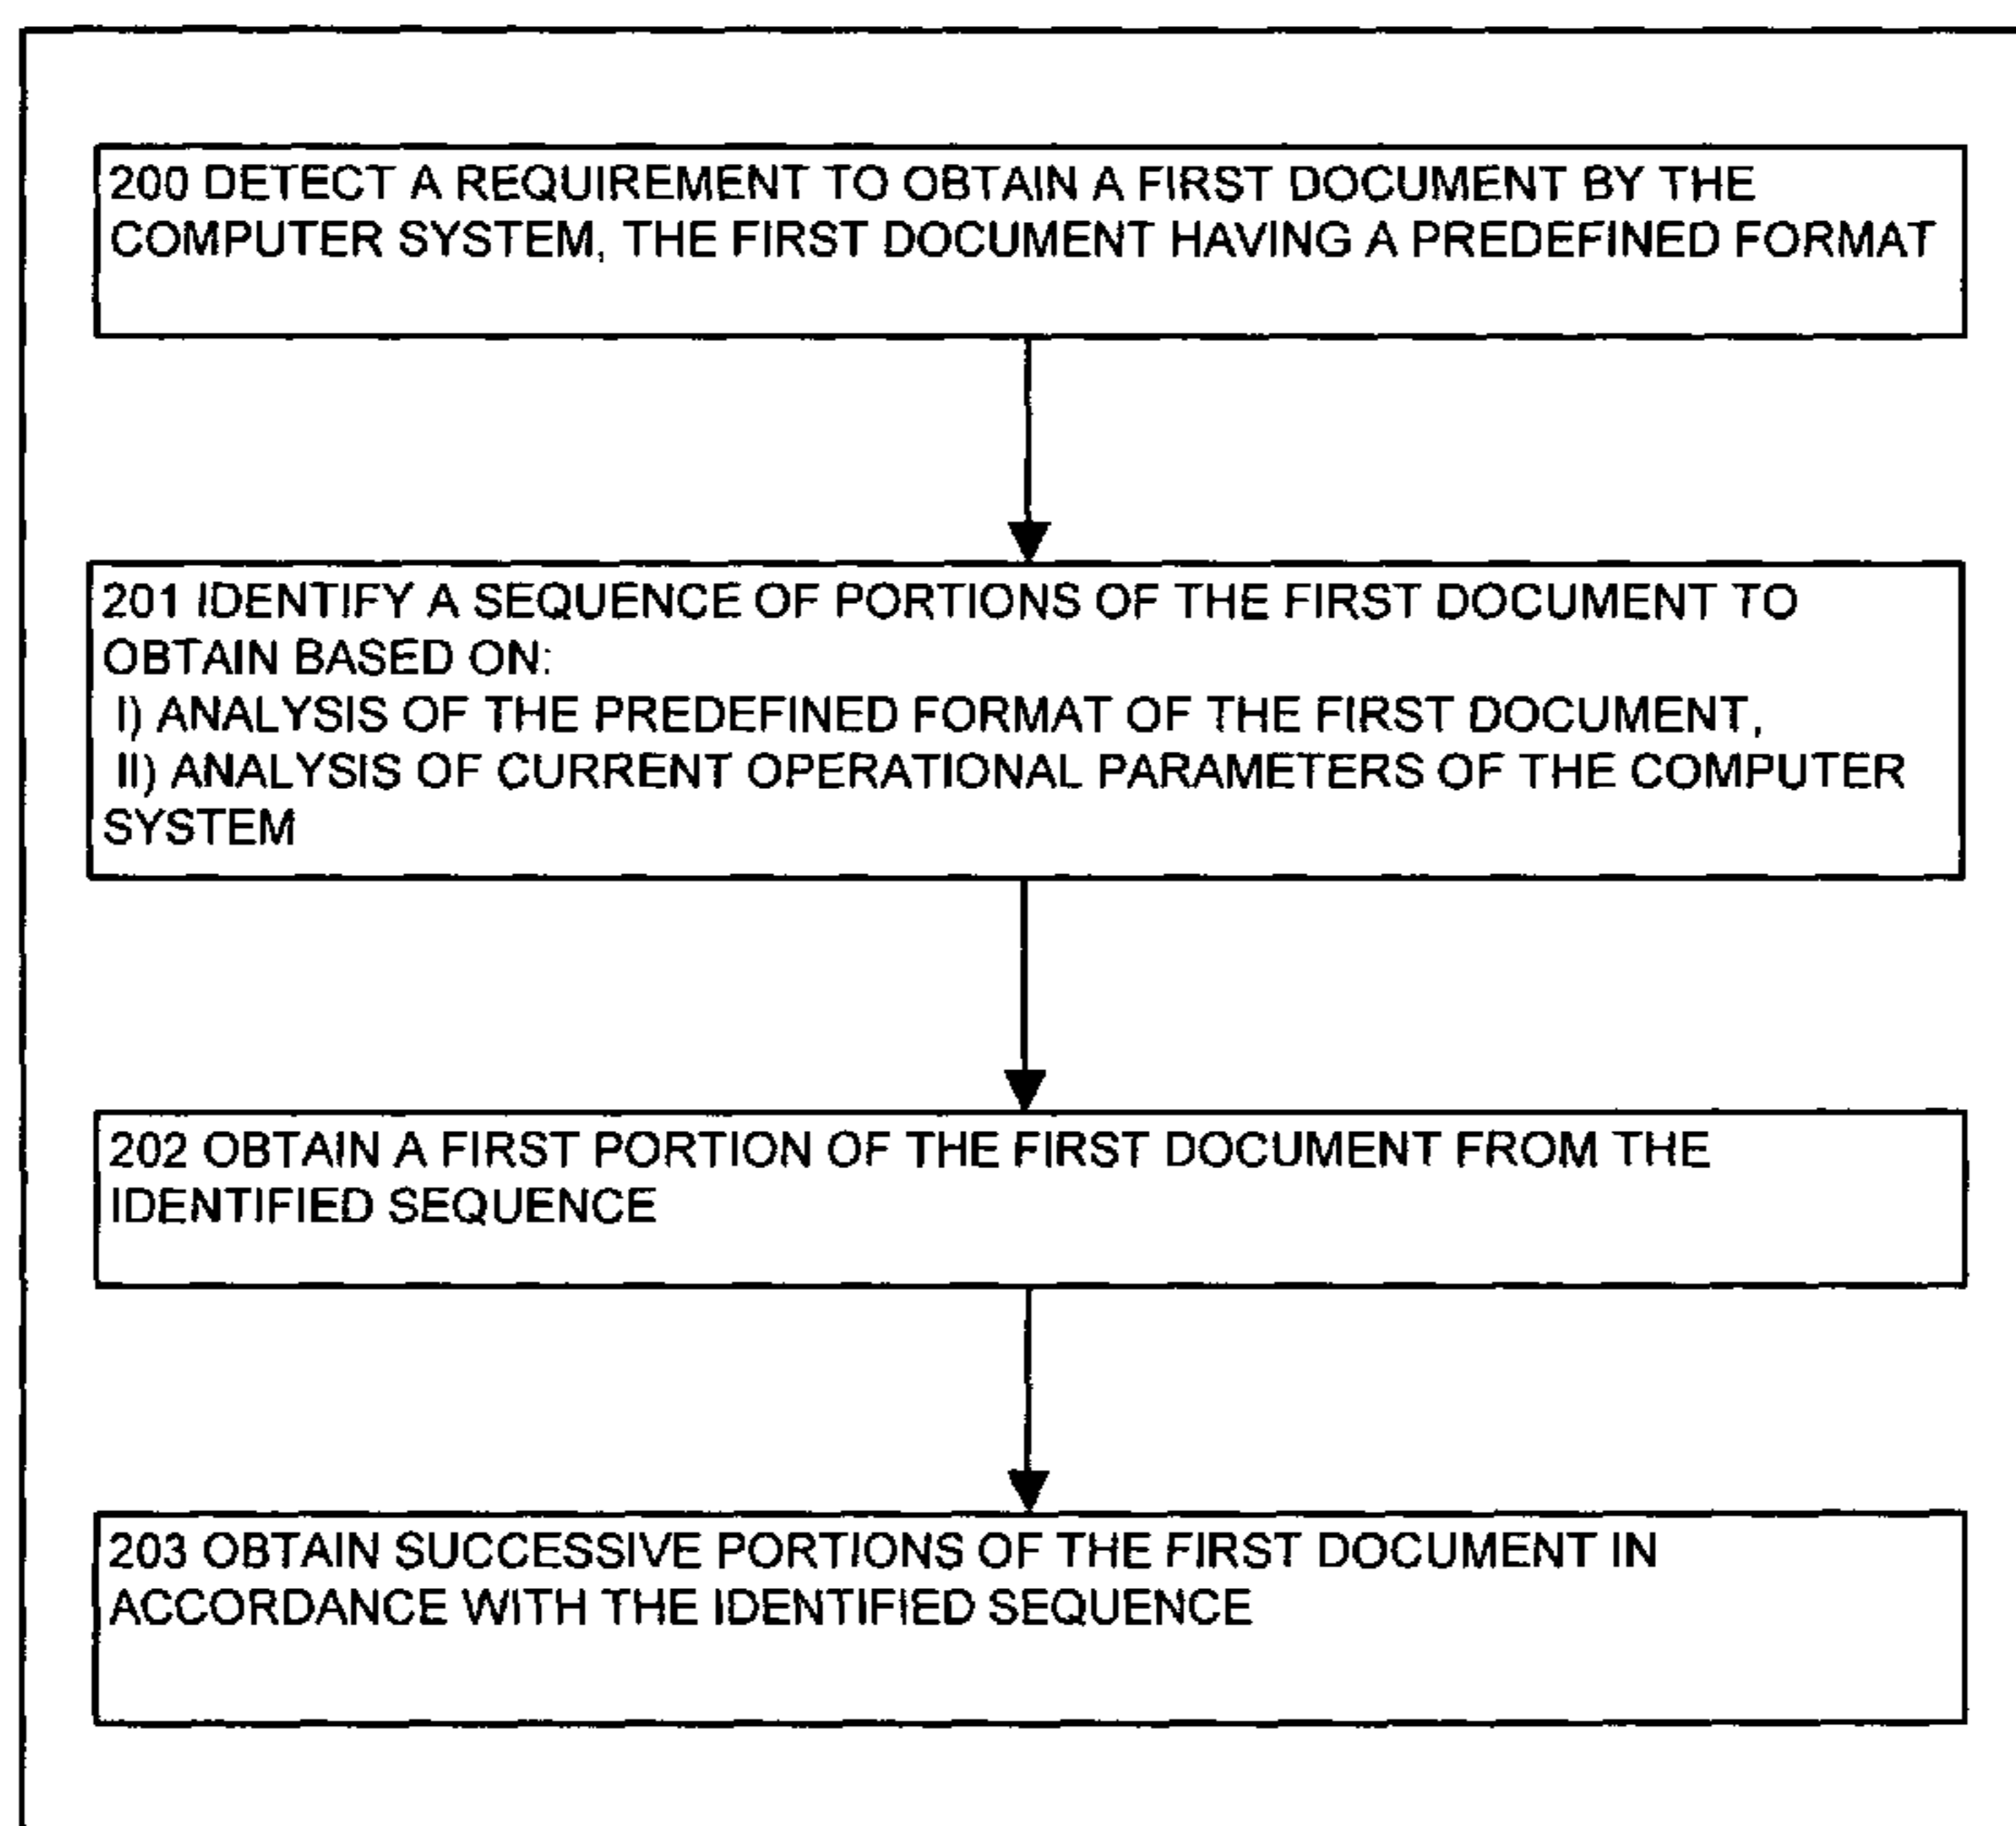 200 DETECT A REQUIREMENT TO OBTAIN A FIRST DOCUMENT BY THE
COMPUTER SYSTEM, THE FIRST DOCUMENT HAVING A PREDEFINED FORMAT
201 IDENTIFY A SEQUENCE OF PORTIONS OF THE FIRST DOCUMENT TO
OBTAIN BASED ON:
I) ANALYSIS OF THE PREDEFINED FORMAT OF THE FIRST DOCUMENT,
II) ANALYSIS OF CURRENT OPERATIONAL PARAMETERS OF THE COMPUTER
SYSTEM
202 OBTAIN A FIRST PORTION OF THE FIRST DOCUMENT FROM THE
IDENTIFIED SEQUENCE
203 OBTAIN SUCCESSIVE PORTIONS OF THE FIRST DOCUMENT IN
ACCORDANCE WITH THE IDENTIFIED SEQUENCE